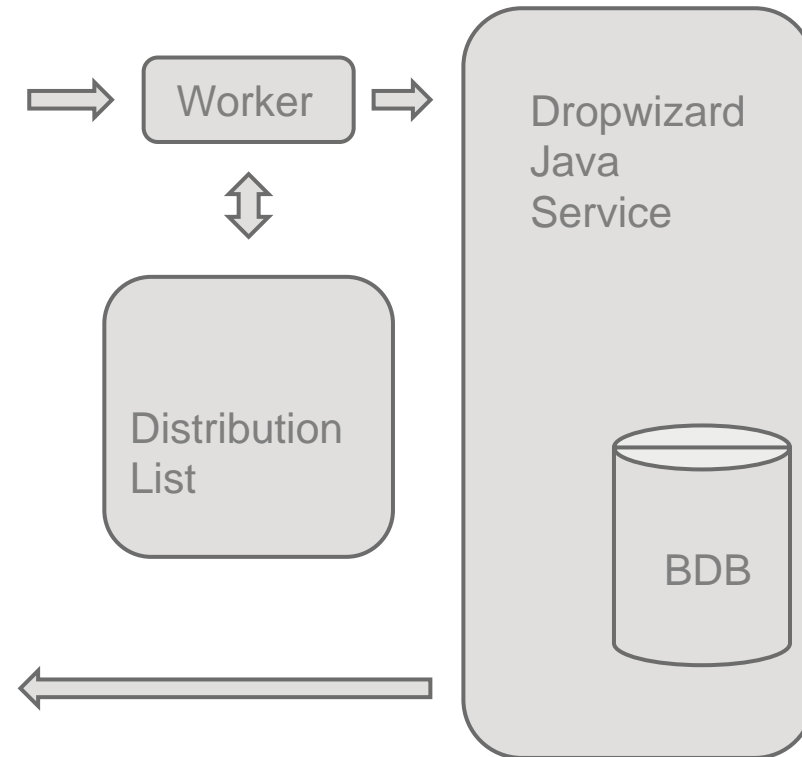 Worker
Dropwizard
Java
Service
Distribution
List
BDB